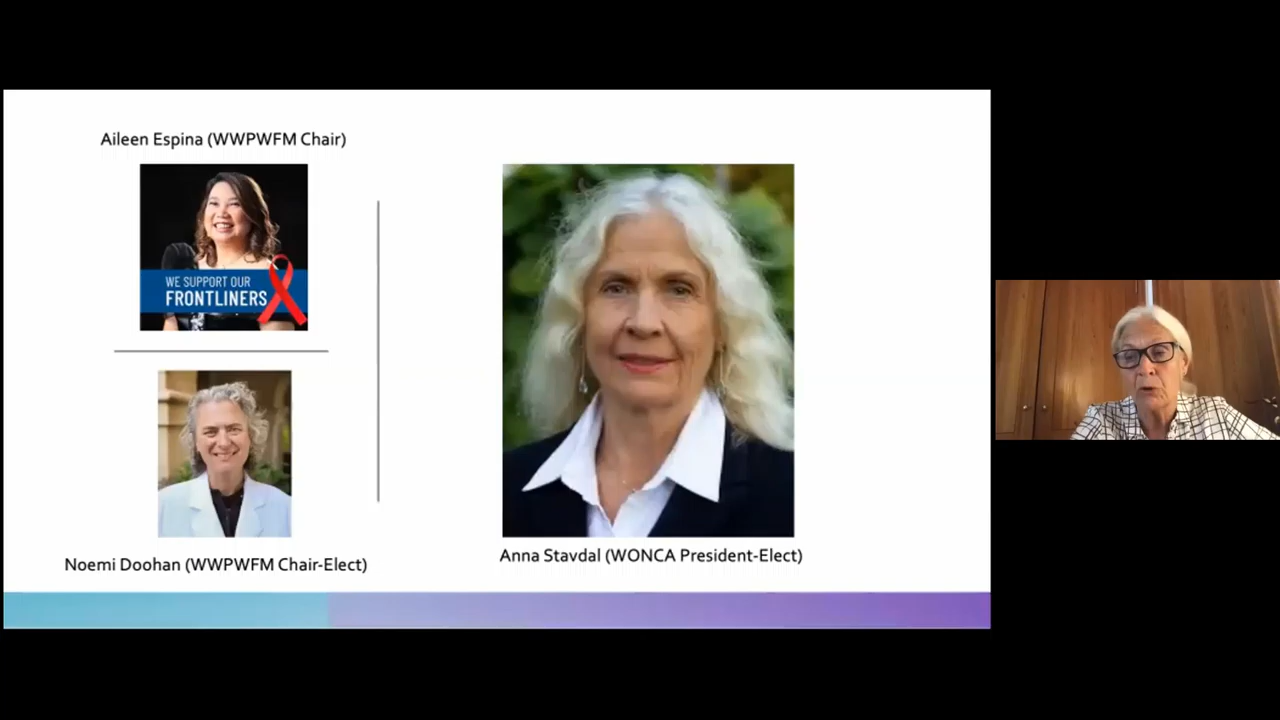 Aileen Espina (WWPWFM Chair)
WE SUPPORT OUR
FRONTLINERS
Noemi Doohan (WWPWFM Chair-Elect)
Anna Stavdal (WONCA President-Elect)